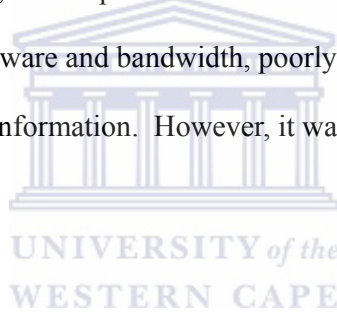 ware and bandwidth, poorly
nformation. However, it wa
UNIVERSITY of the
WESTERN CAPE